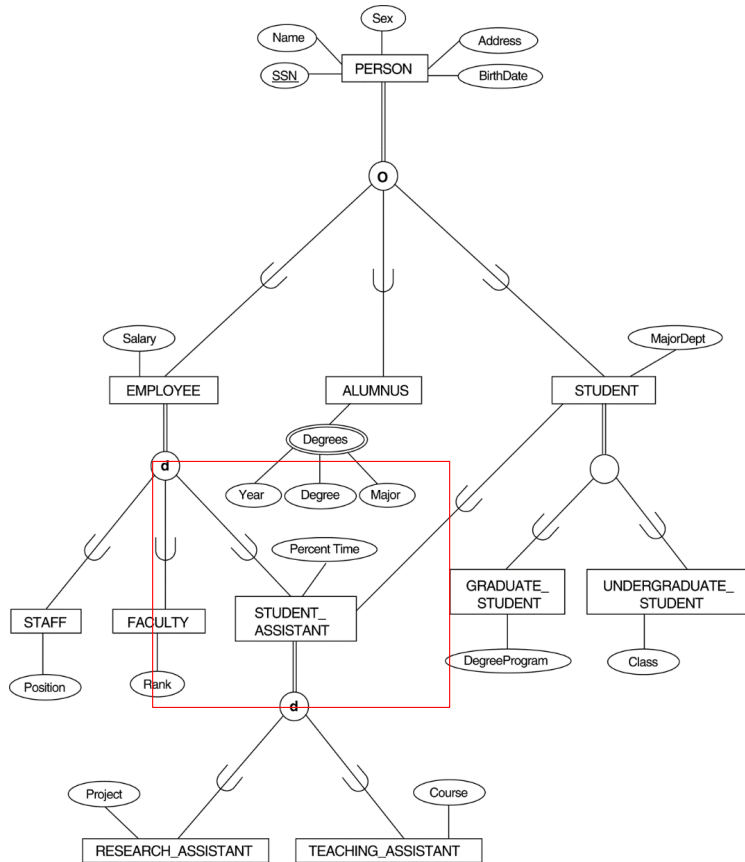 Sex
Name
Address
PERSON
SSN
BirthDate
O
Salary
MajorDept
EMPLOYEE
ALUMNUS
STUDENT
Degrees
d
Year
Degree
Major
Percent Time
GRADUATE_
STUDENT
UNDERGRADUATE_
STUDENT
STAFF
FACULTY
STUDENT_
ASSISTANT
DegreeProgram
Class
Position
Rank
d
Project
Course
RESEARCH_ASSISTANT
TEACHING_ASSISTANT